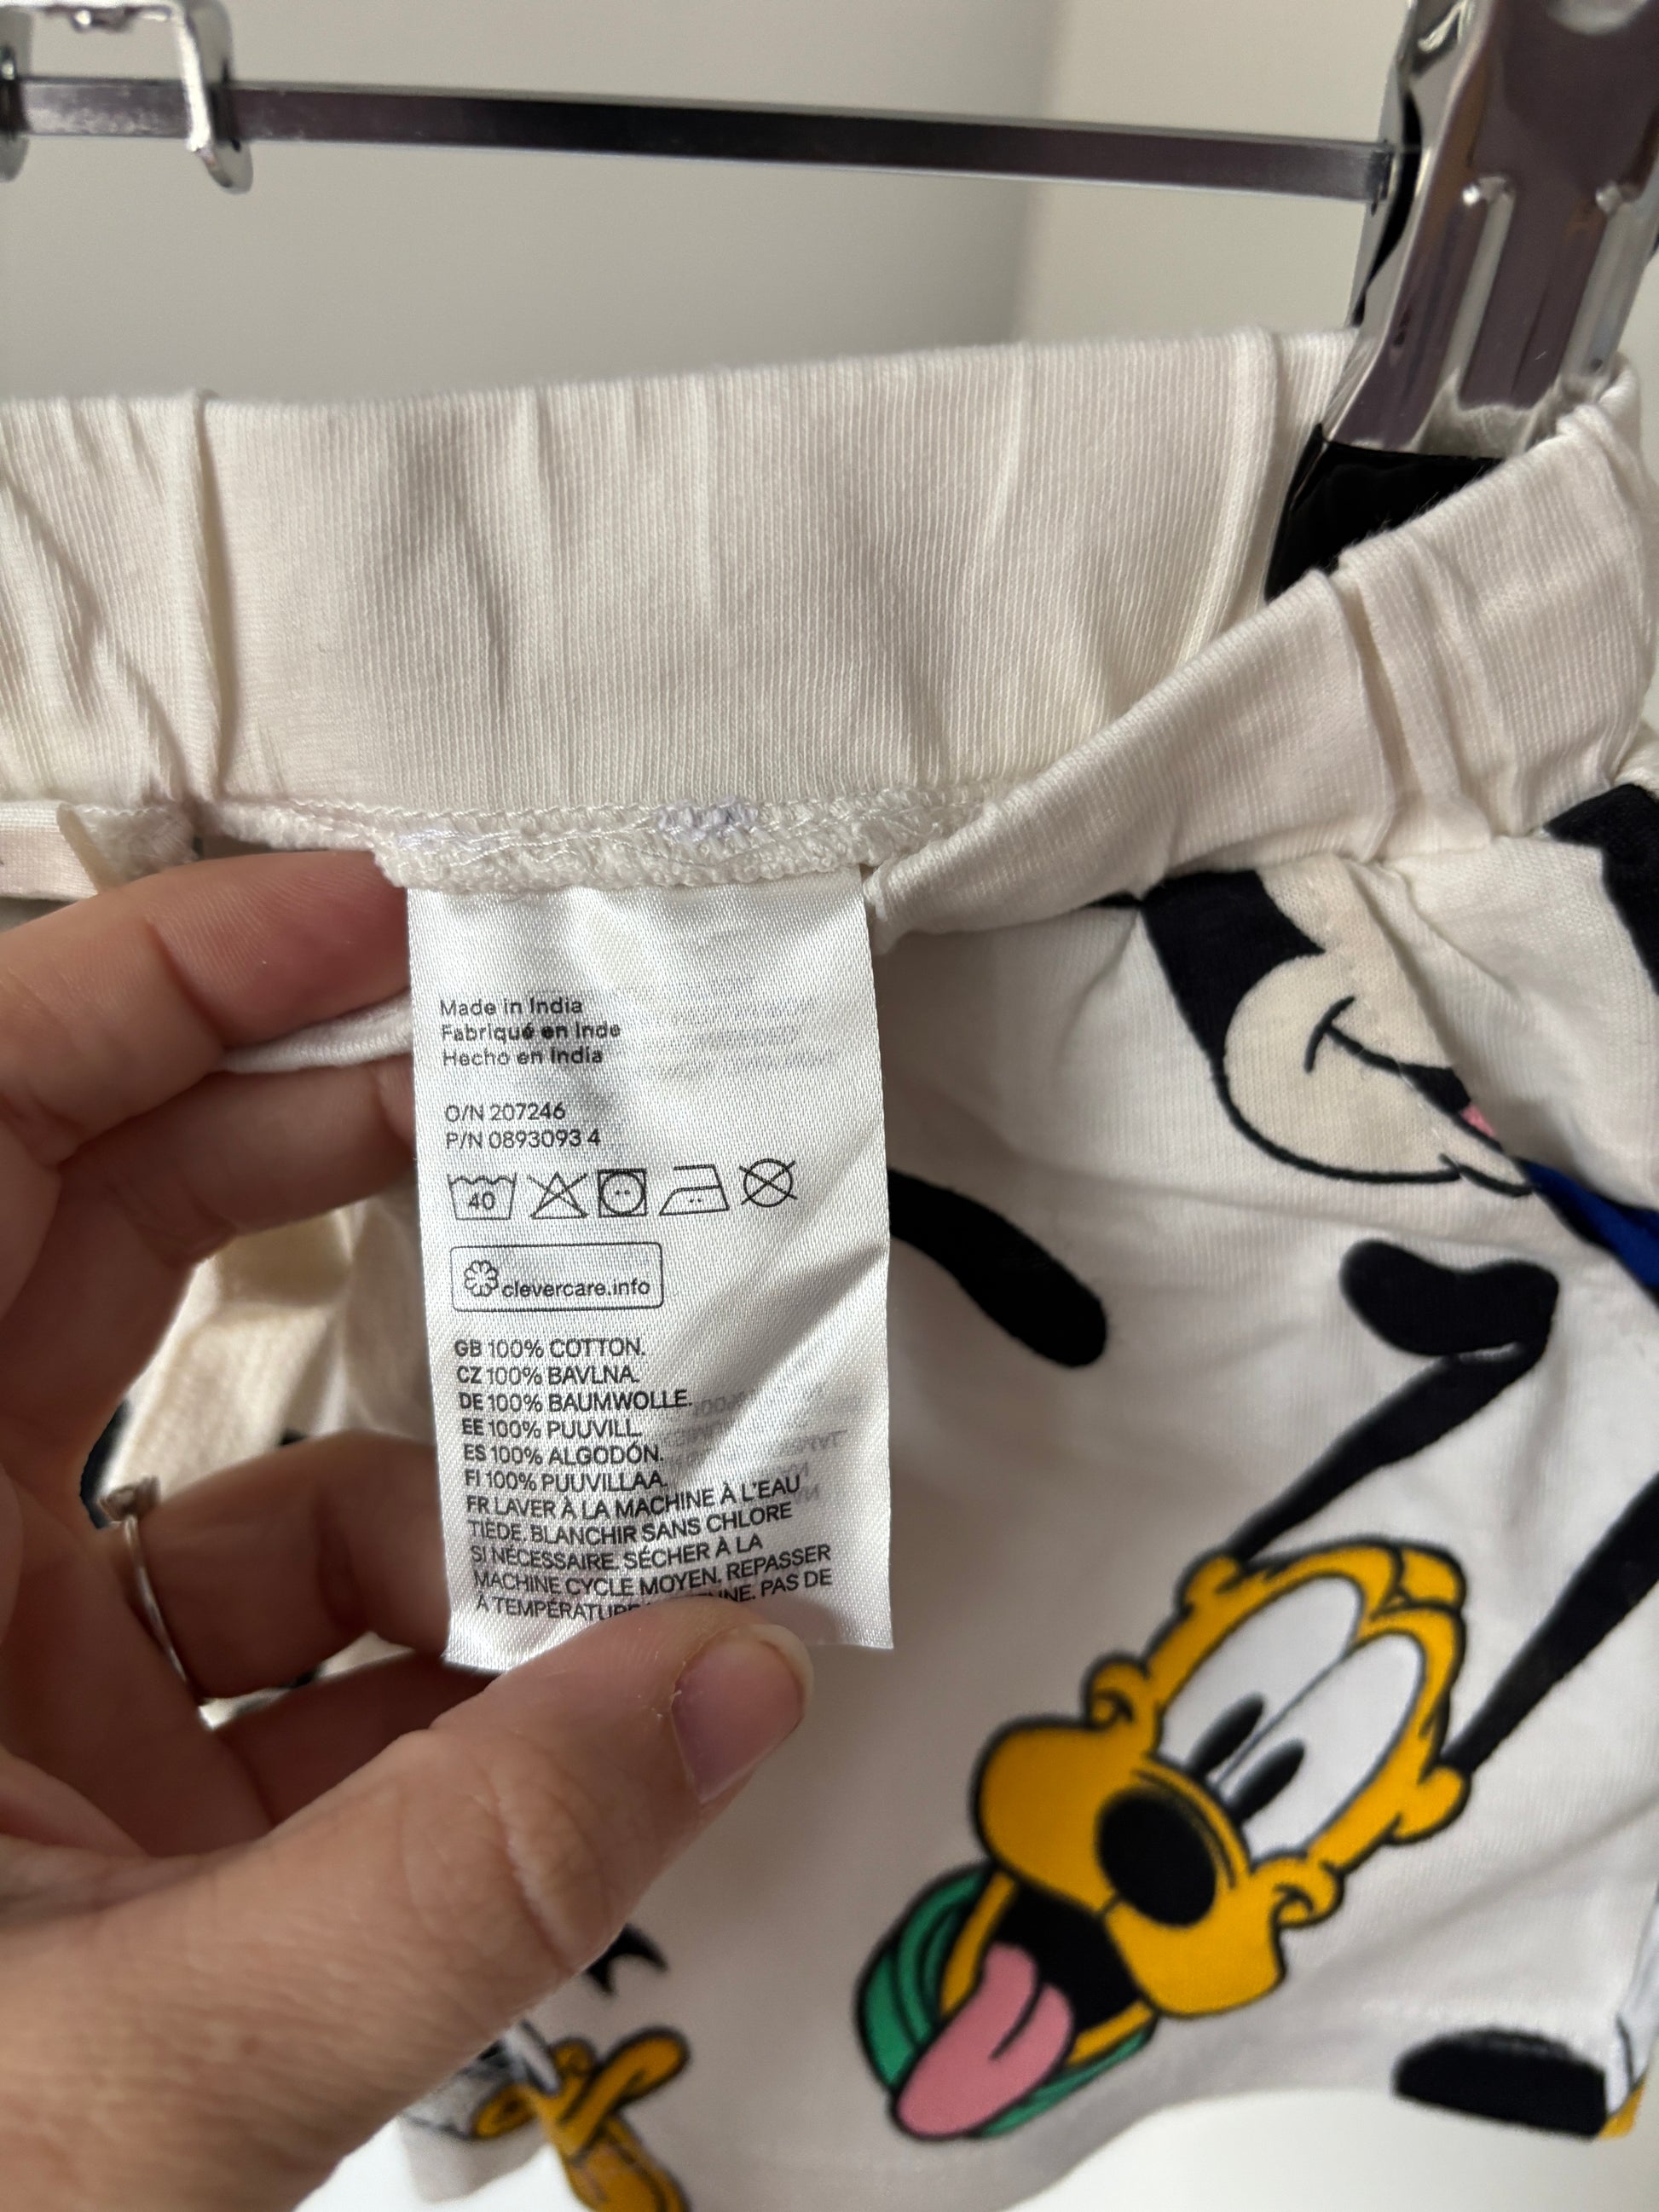 Made in India
Fabriqué en Inde
Hecho en India
O/N 207246
P/N 0893093 4
40
clevercare.info
GB 100% COTTON.
CZ 100% BAVLNA.
DE 100% BAUMWOLLE.
EE 100% PUUVILL.
ES 100% ALGODÓN.
FI 100% PUUVILLAA.
FR LAVER À LA MACHINE À L'EAU
TIÈDE. BLANCHIR SANS CHLORE
SI NÉCESSAIRE. SÉCHER À LA
MACHINE CYCLE MOYEN. REPASSER
À TEMPÉRATURE PAS DE